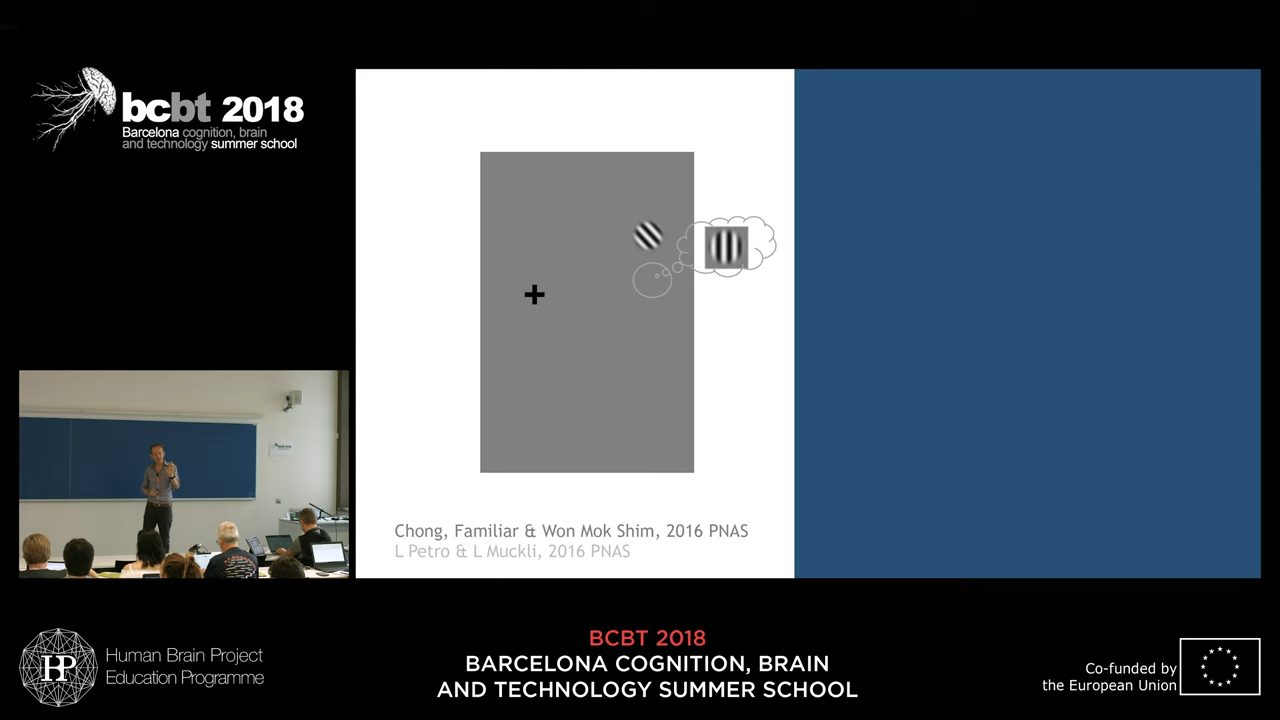 bcbt 2018
Barcelona cognition, brain
and technology summer school
Chong, Familiar & Won Mok Shim, 2016 PNAS
L Petro & L Muckli, 2016 PNAS
HP
Human Brain Project
Education Programme
BCBT 2018
BARCELONA COGNITION, BRAIN
AND TECHNOLOGY SUMMER SCHOOL
Co-funded by
the European Union